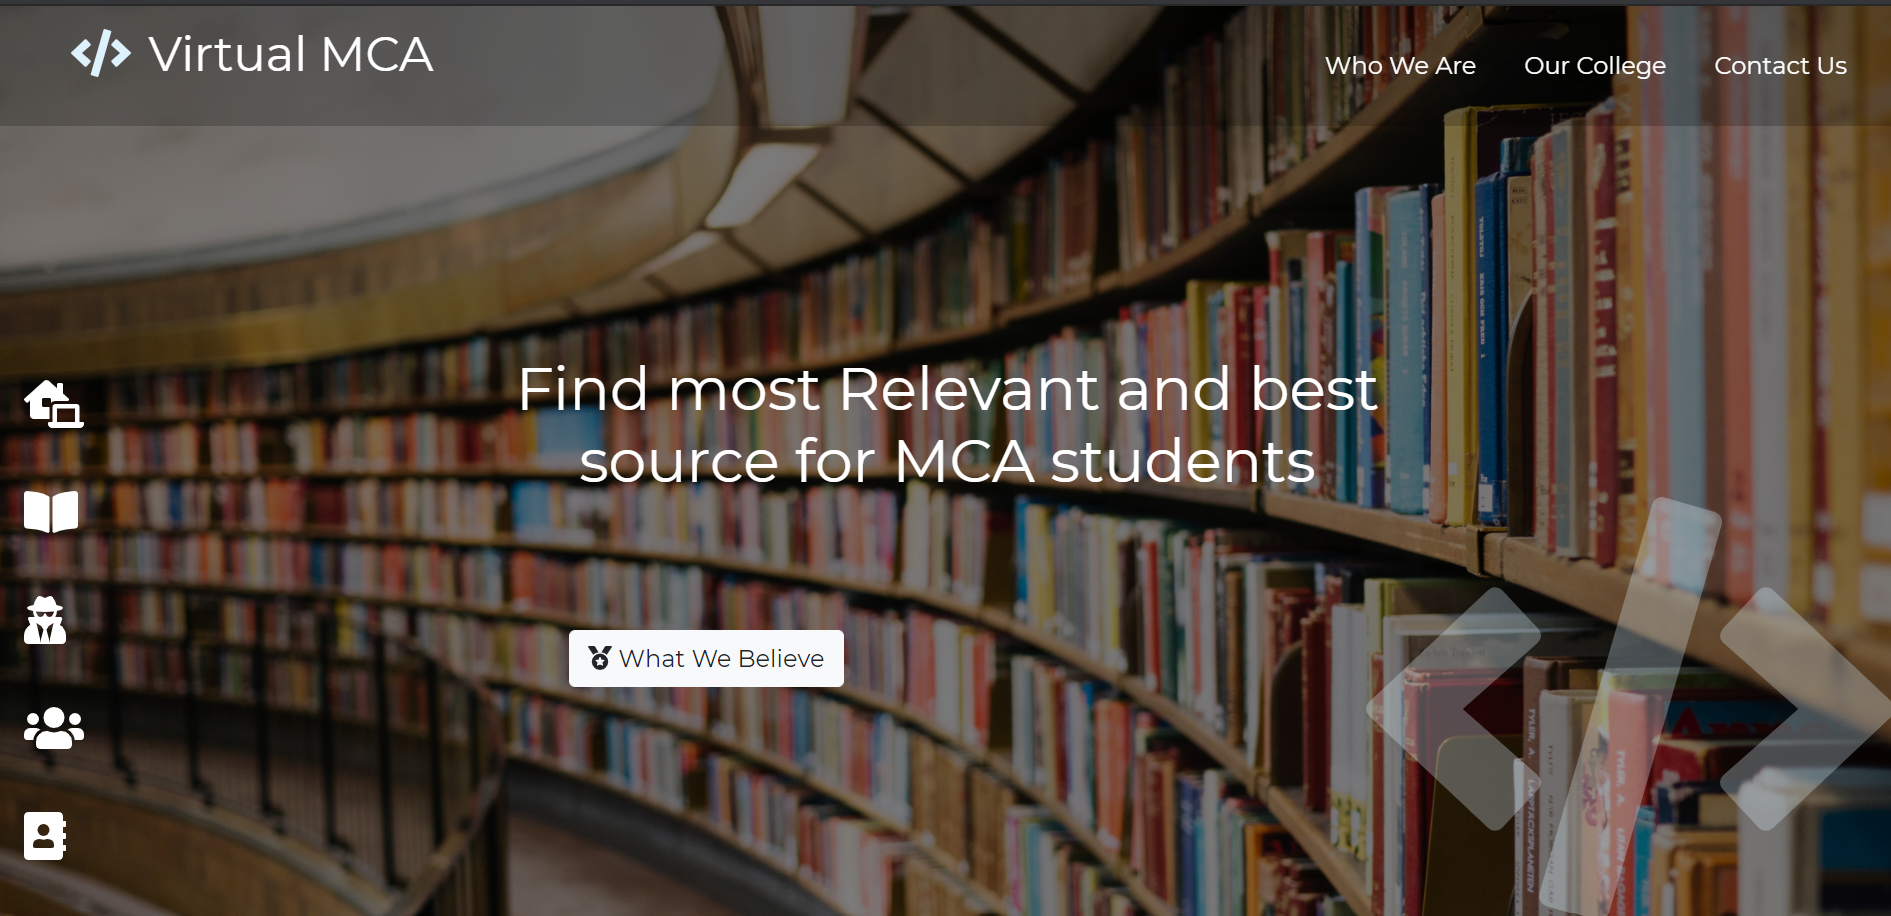 Virtual MCA
Who We Are
Our College
Contact Us
Find most Relevant and best
source for MCA students
What We Believe
TYLER, A